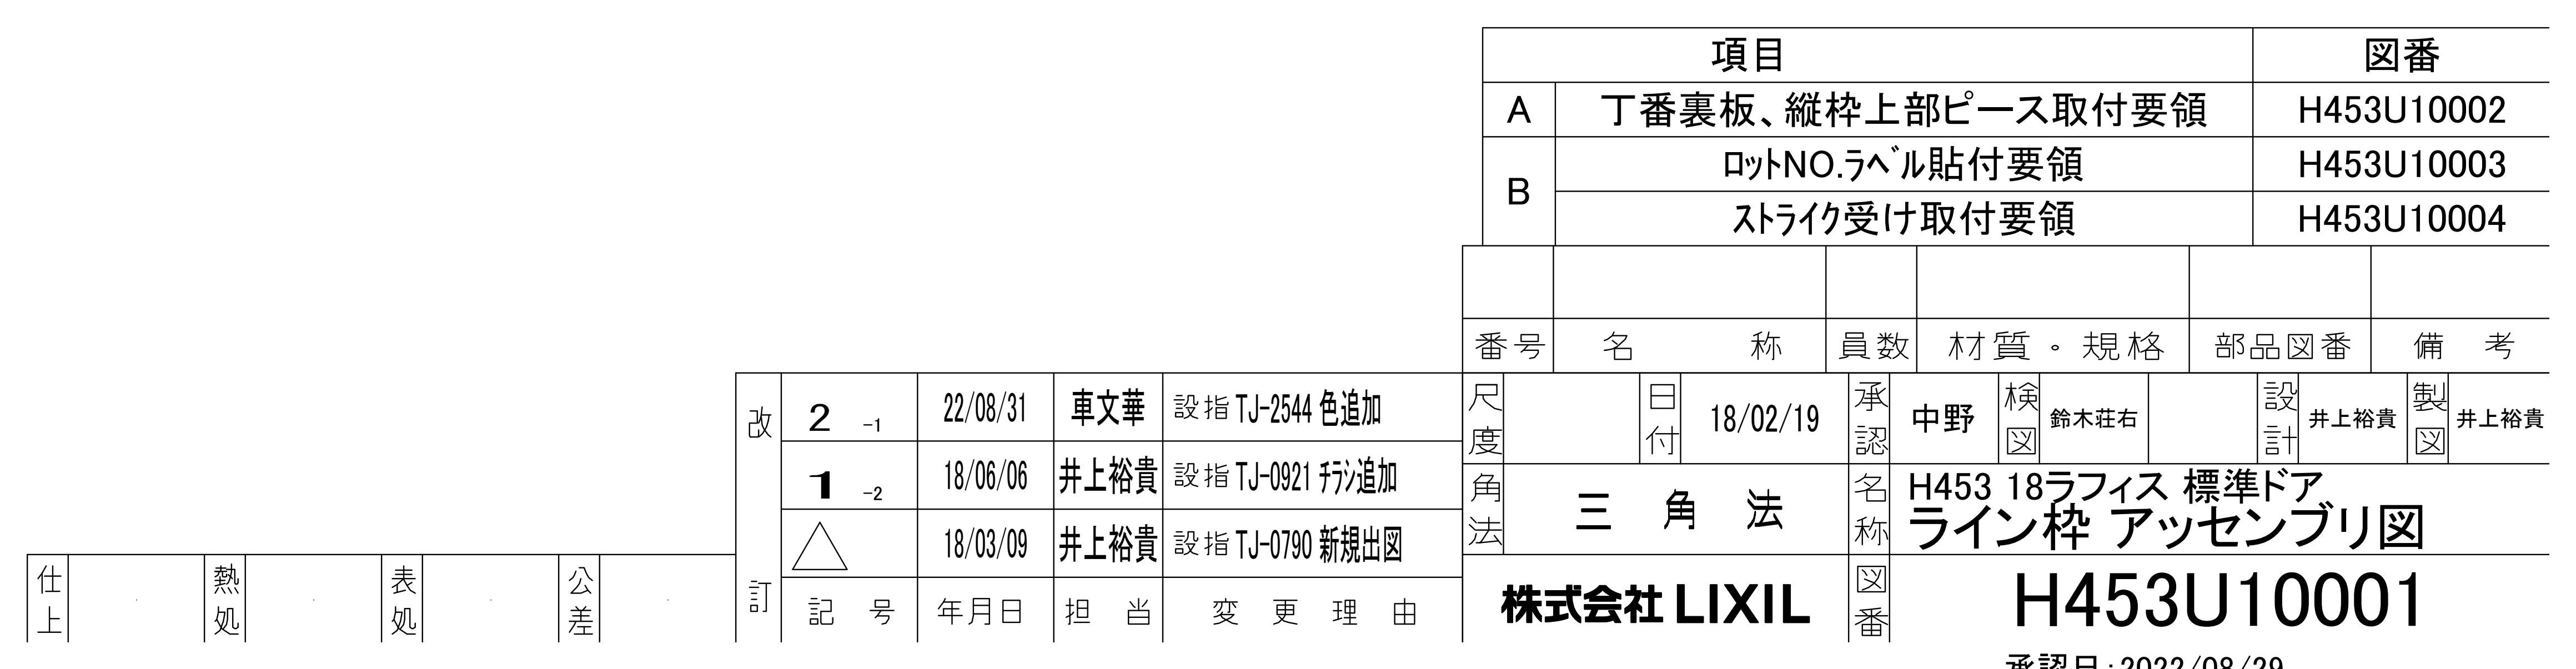 項目 図番
A 丁番裏板、縦枠上部ピース取付要領 H453U10002
B ﾛｯﾄNO.ﾗﾍﾞﾙ貼付要領 H453U10003
ｽﾄﾗｲｸ受け取付要領 H453U10004
番号 名称 員数 材質・規格 部品図番 備考
改訂
2 -1 22/08/31 車文華 設指 TJ-2544 色追加
1 -2 18/06/06 井上裕貴 設指 TJ-0921 ﾁﾗｼ追加
△ 18/03/09 井上裕貴 設指 TJ-0790 新規出図
記号 年月日 担当 変更理由
仕上 熱処 表処 公差
尺度 日付 18/02/19 承認 中野 検図 鈴木荘右 設計 井上裕貴 製図 井上裕貴
角法 三角法 名称 H453 18ラフィス 標準ドア
ライン枠 アッセンブリ図
株式会社 LIXIL 図番 H453U10001
承認日:2022/08/29